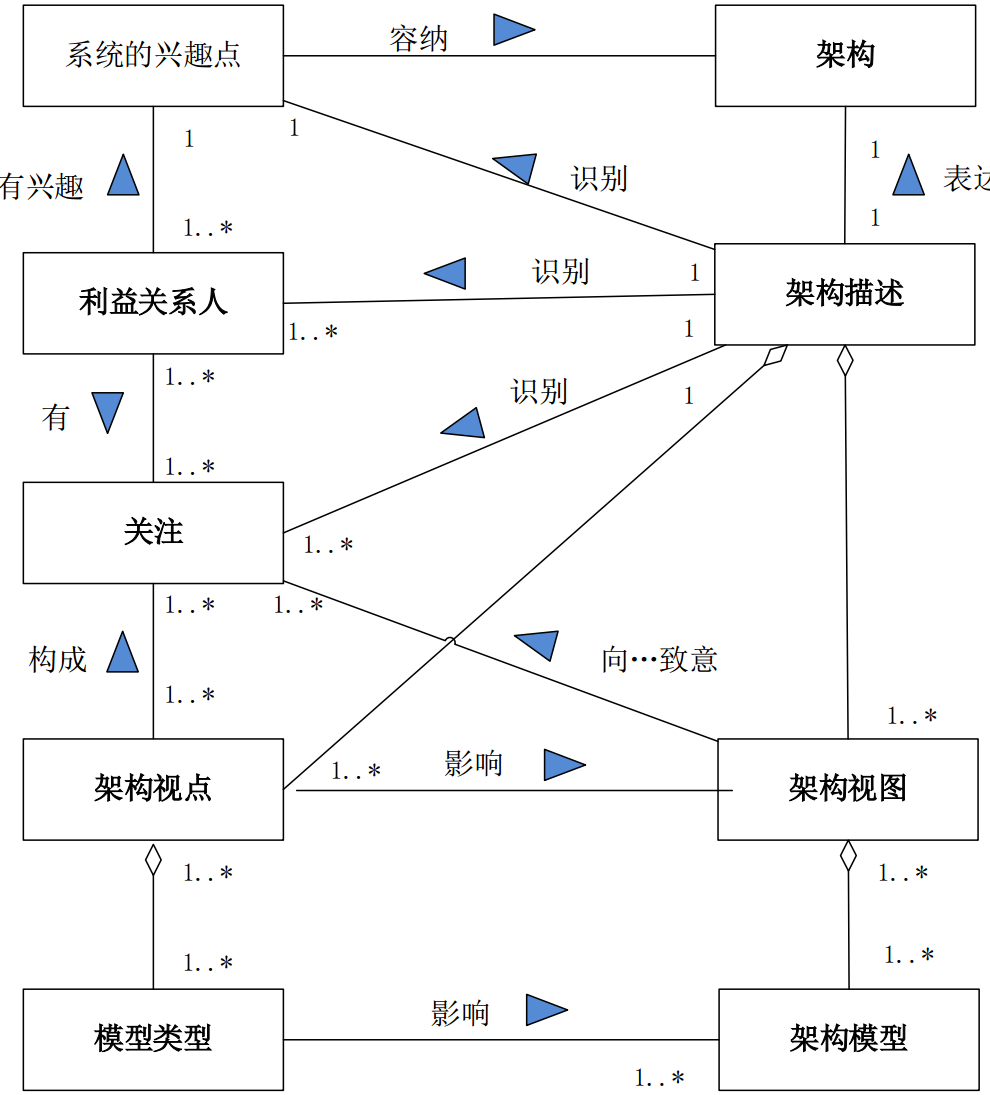 容纳
系统的兴趣点
架构
1
1
1
有兴趣
识别
表达
1..*
1
利益关系人
识别
1
架构描述
1..*
1
1..*
有
识别
1
1..*
关注
1..*
1..*
1..*
构成
向…致意
1..*
1..*
架构视点
1..*
影响
架构视图
1..*
1..*
1..*
1..*
模型类型
影响
架构模型
1..*